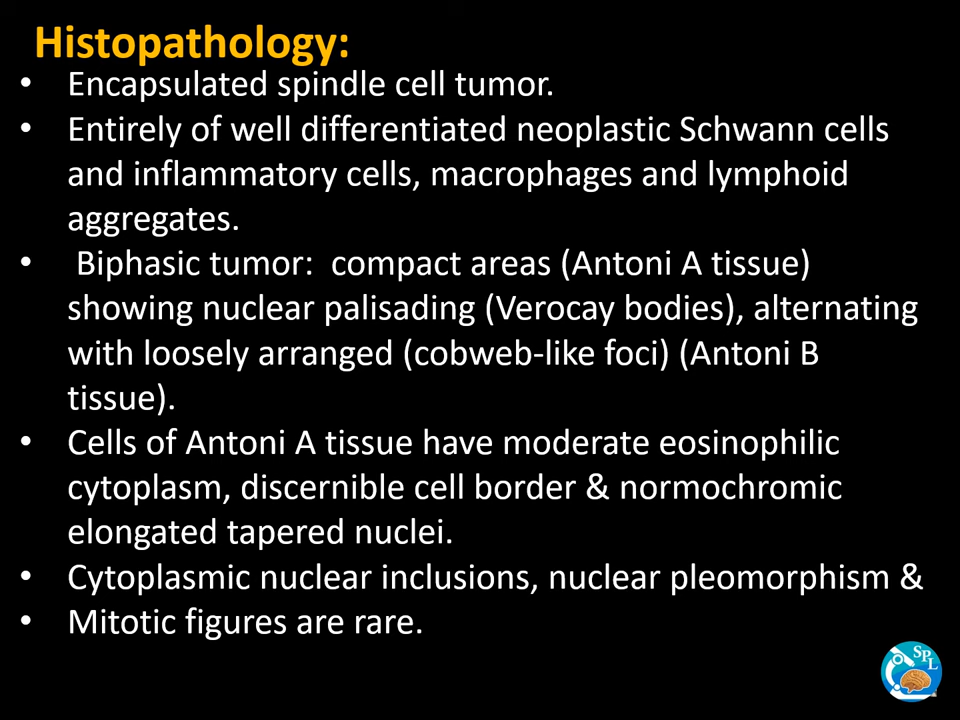 Histopathology:
• Encapsulated spindle cell tumor.
• Entirely of well differentiated neoplastic Schwann cells
and inflammatory cells, macrophages and lymphoid
aggregates.
• Biphasic tumor: compact areas (Antoni A tissue)
showing nuclear palisading (Verocay bodies), alternating
with loosely arranged (cobweb-like foci) (Antoni B
tissue).
• Cells of Antoni A tissue have moderate eosinophilic
cytoplasm, discernible cell border & normochromic
elongated tapered nuclei.
• Cytoplasmic nuclear inclusions, nuclear pleomorphism &
• Mitotic figures are rare.
SPL